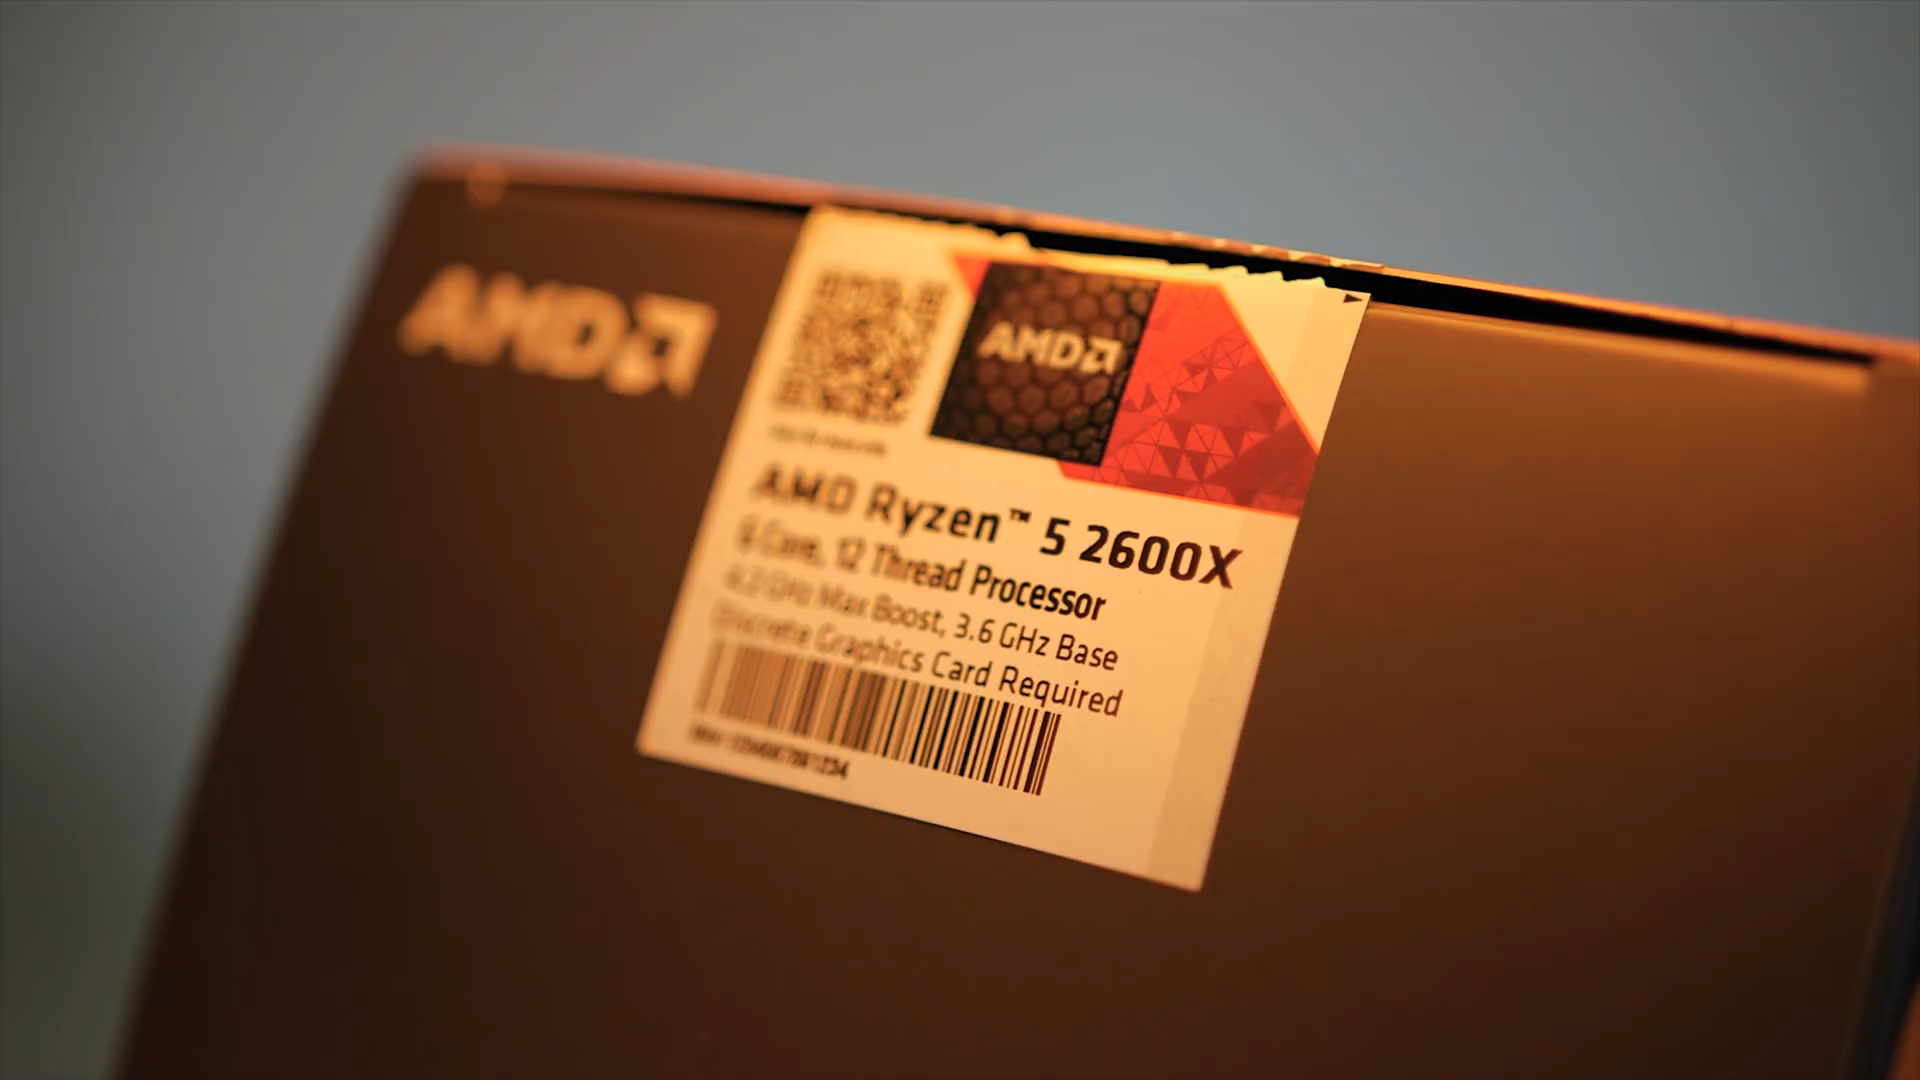 AMD
AMD
AMD Ryzen™ 5 2600X
6 Core, 12 Thread Processor
4.2 GHz Max Boost, 3.6 GHz Base
Discrete Graphics Card Required